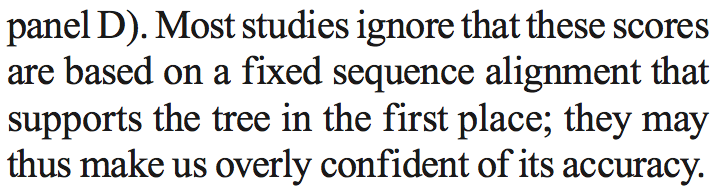 panel D). Most studies ignore that these scores
are based on a fixed sequence alignment that
supports the tree in the first place; they may
thus make us overly confident of its accuracy.